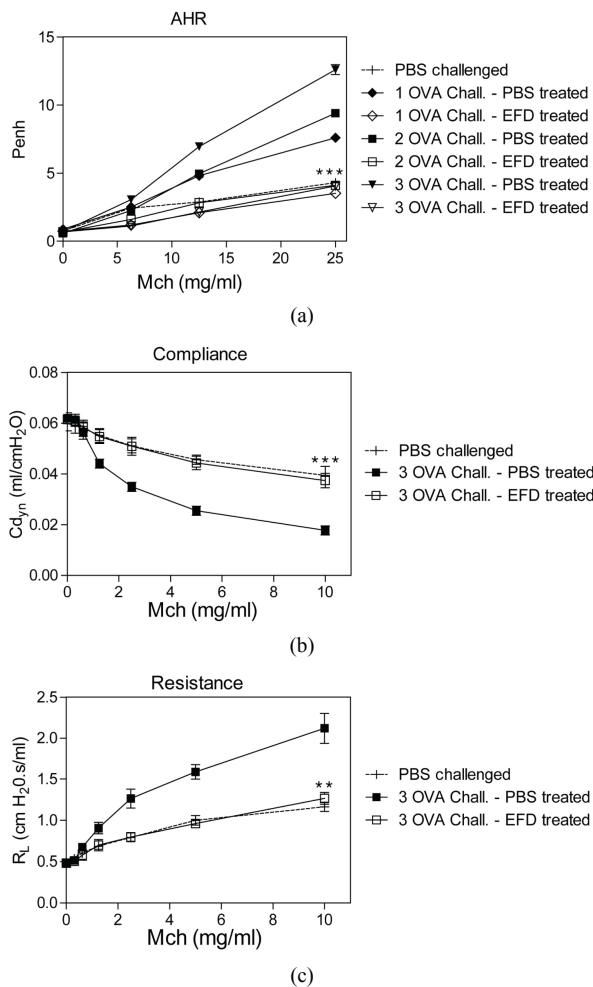 AHR
15
10
5
0
Penh
0 5 10 15 20 25
Mch (mg/ml)
***
PBS challenged
1 OVA Chall. - PBS treated
1 OVA Chall. - EFD treated
2 OVA Chall. - PBS treated
2 OVA Chall. - EFD treated
3 OVA Chall. - PBS treated
3 OVA Chall. - EFD treated
(a)
Compliance
0.08
0.06
0.04
0.02
0.00
Cdyn (ml/cmH2O)
0 2 4 6 8 10
Mch (mg/ml)
***
PBS challenged
3 OVA Chall. - PBS treated
3 OVA Chall. - EFD treated
(b)
Resistance
2.5
2.0
1.5
1.0
0.5
0.0
RL (cm H20.s/ml)
0 2 4 6 8 10
Mch (mg/ml)
**
PBS challenged
3 OVA Chall. - PBS treated
3 OVA Chall. - EFD treated
(c)